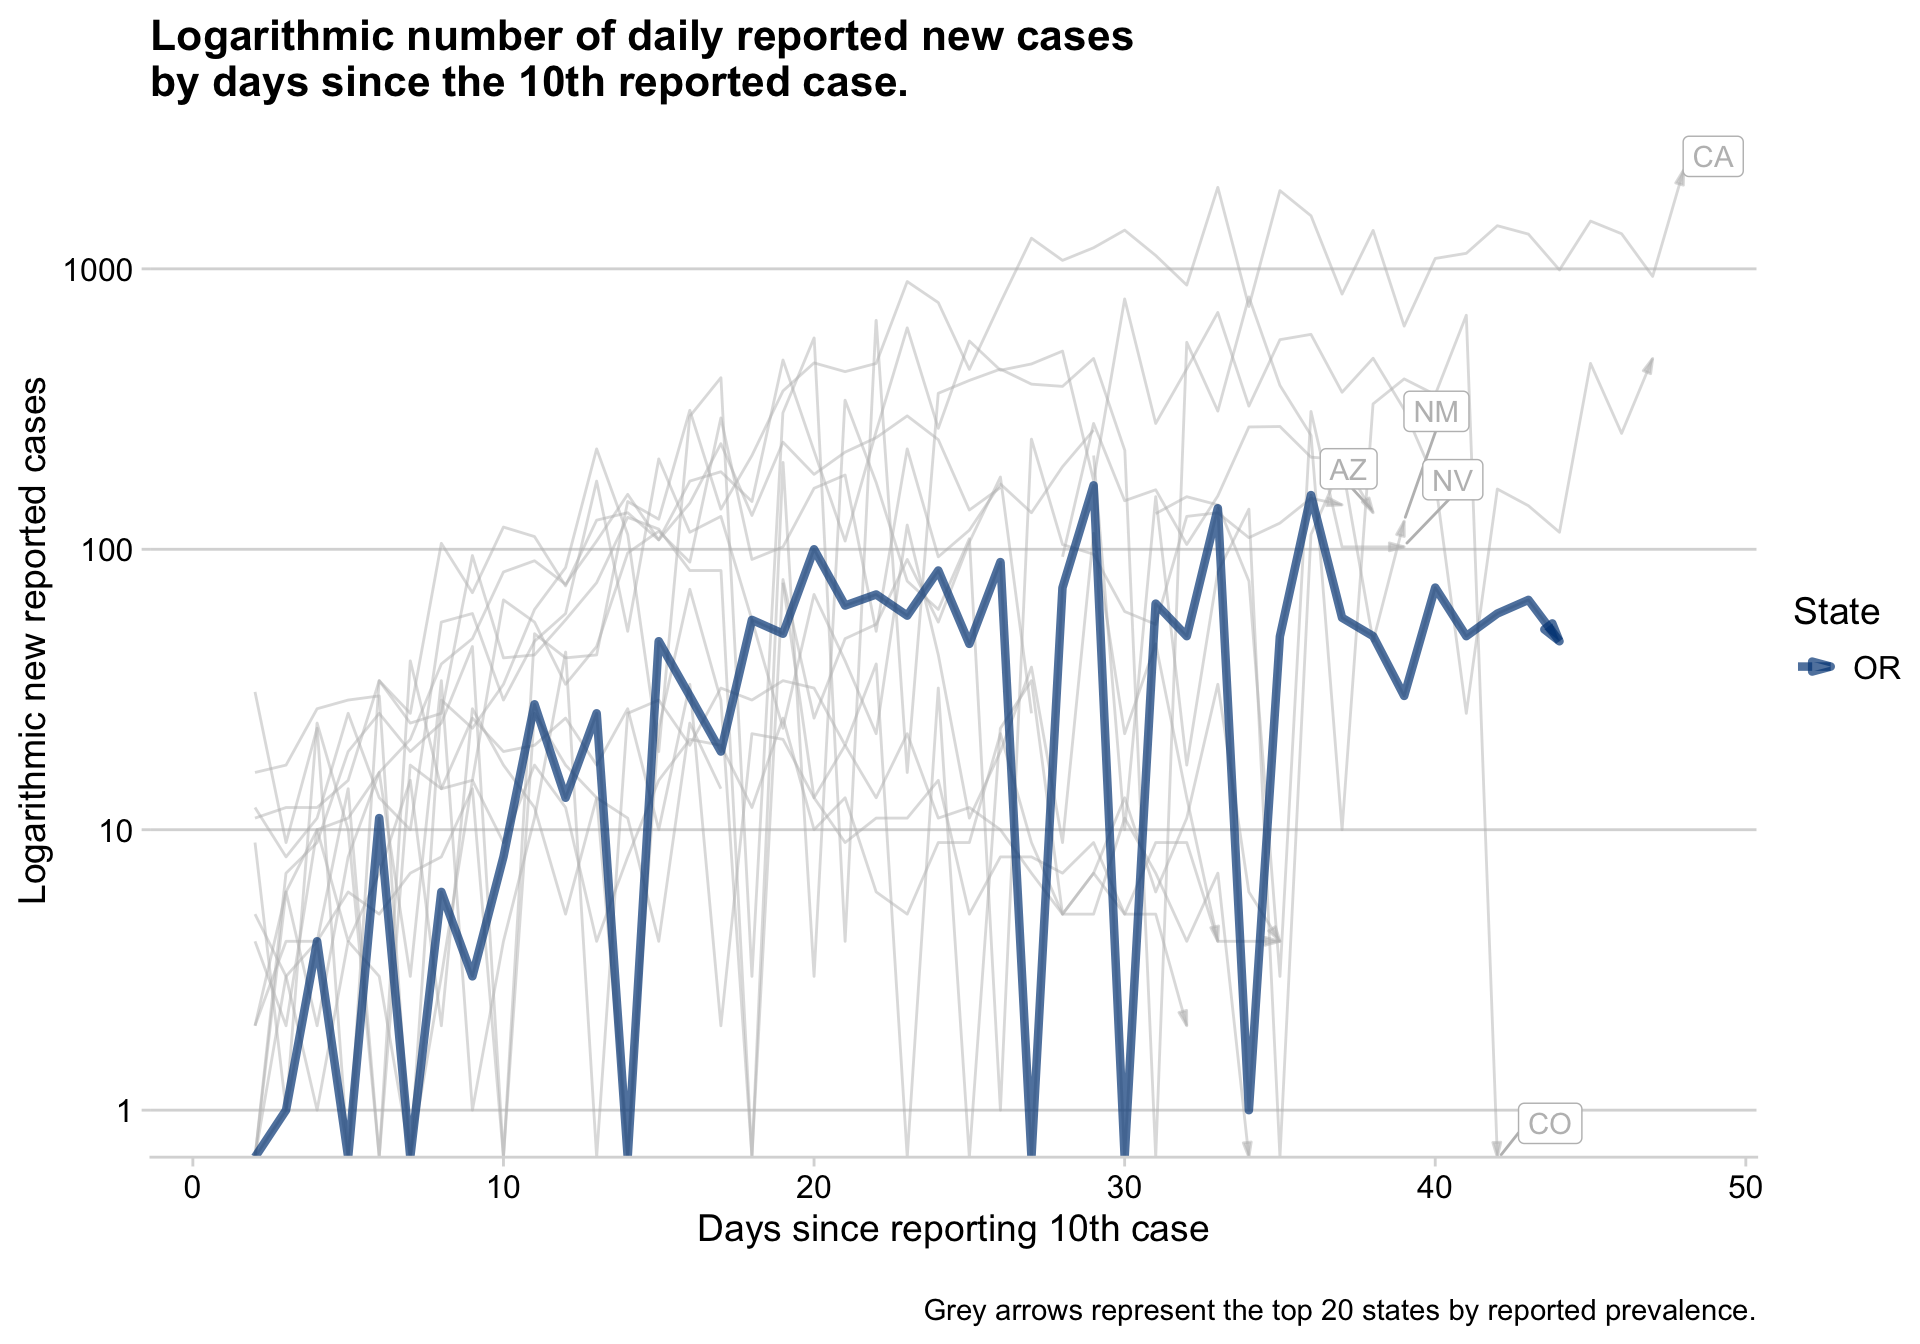 Logarithmic number of daily reported new cases
by days since the 10th reported case.
Logarithmic new reported cases
1000
100
10
1
CA
NM
AZ
NV
CO
State
OR
0
10
20
30
40
50
Days since reporting 10th case
Grey arrows represent the top 20 states by reported prevalence.